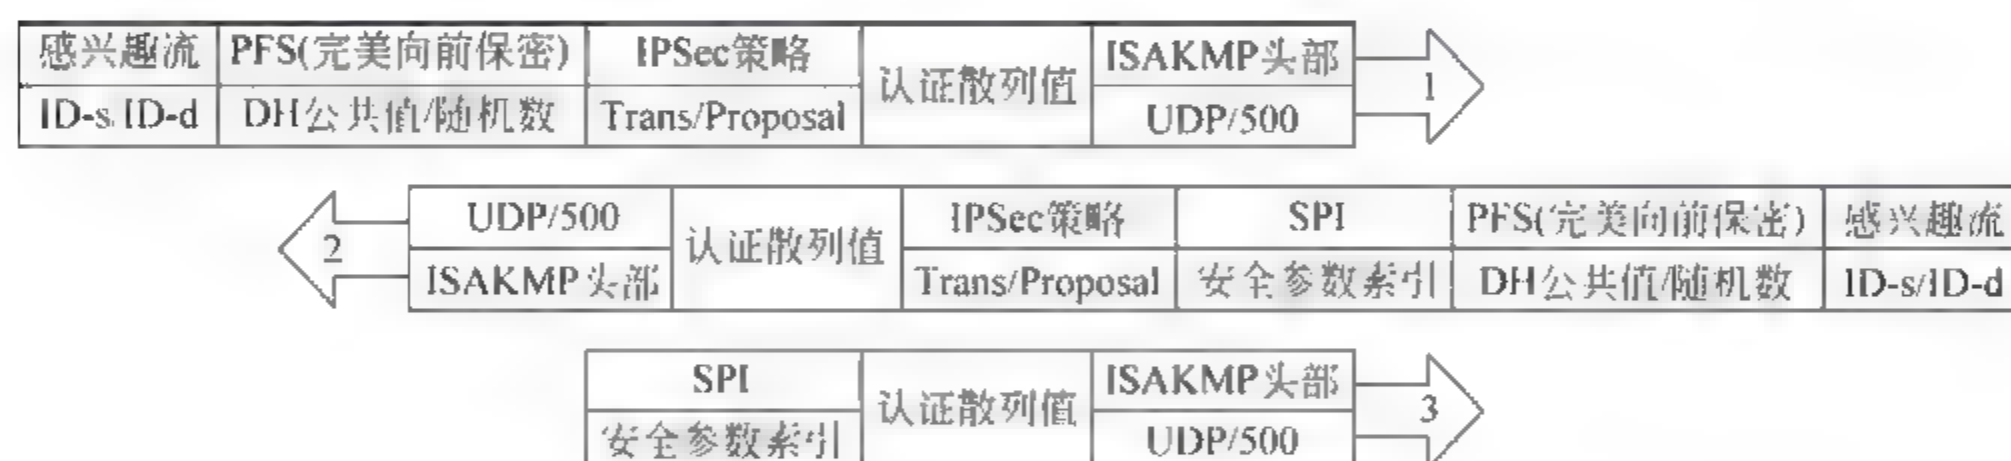 感兴趣流 PFS(完美向前保密) IPSec策略 认证散列值 ISAKMP头部 1
ID-s/ID-d DH公共值/随机数 Trans/Proposal UDP/500
2 UDP/500 认证散列值 IPSec策略 SPI PFS(完美向前保密) 感兴趣流
ISAKMP头部 Trans/Proposal 安全参数索引 DH公共值/随机数 ID-s/ID-d
SPI 认证散列值 ISAKMP头部 3
安全参数索引 UDP/500